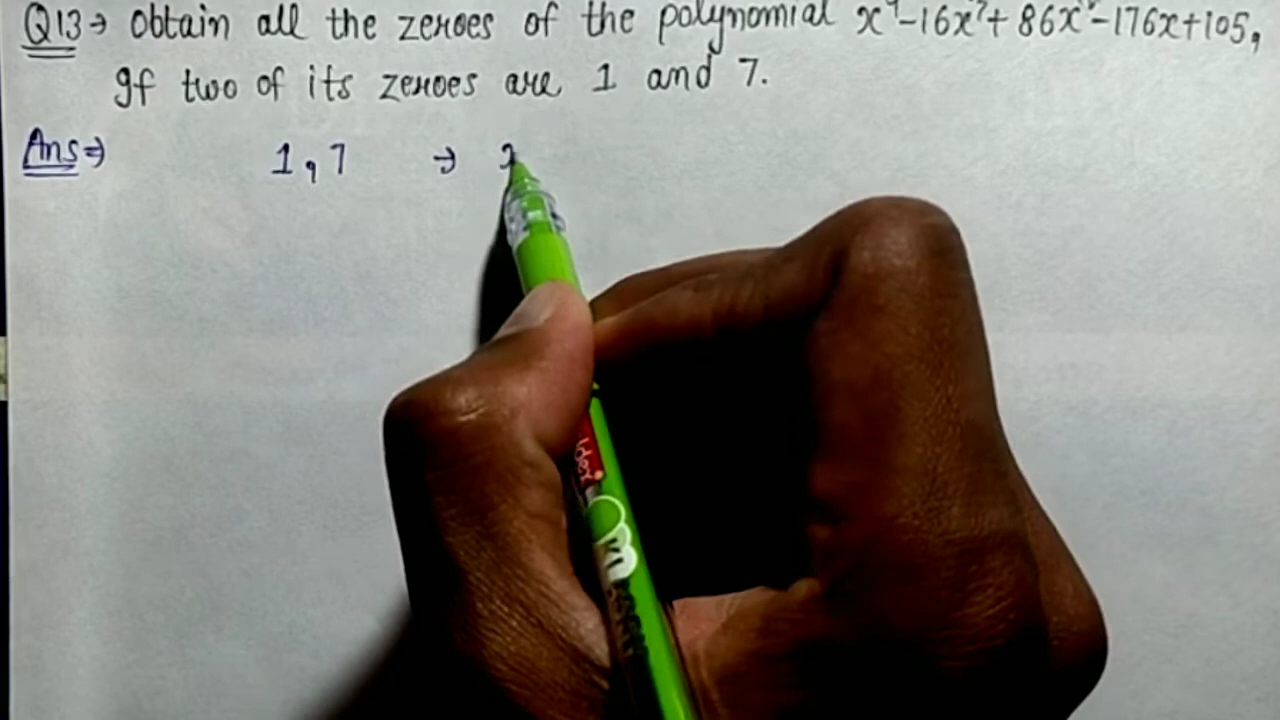 Q13→ Obtain all the zeroes of the polynomial x⁴-16x³+86x²-176x+105,
If two of its zeroes are 1 and 7.
Ans⇒ 1,7 →